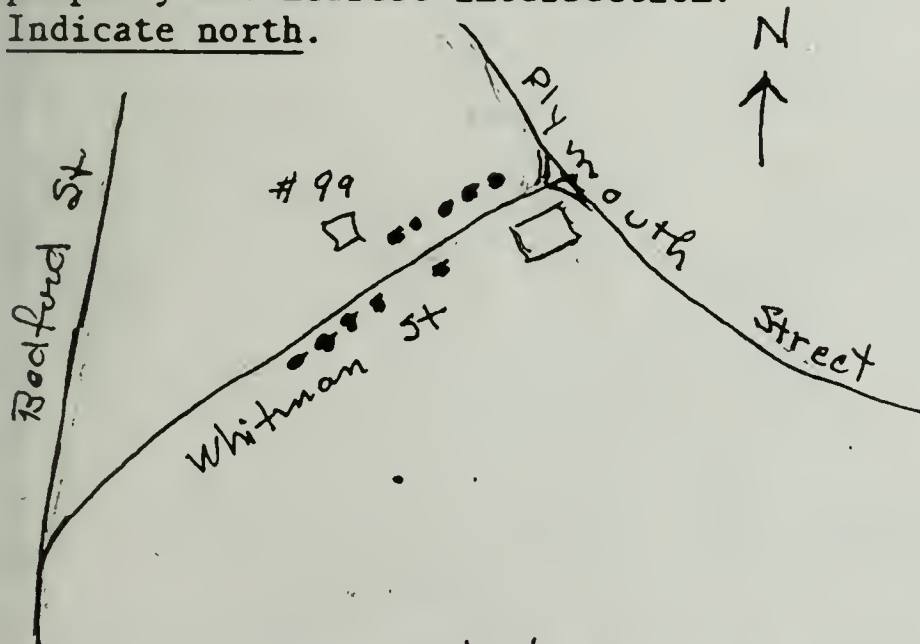 Indicate north.
N
Plymouth Street
# 99
Bedford St
Whitman St